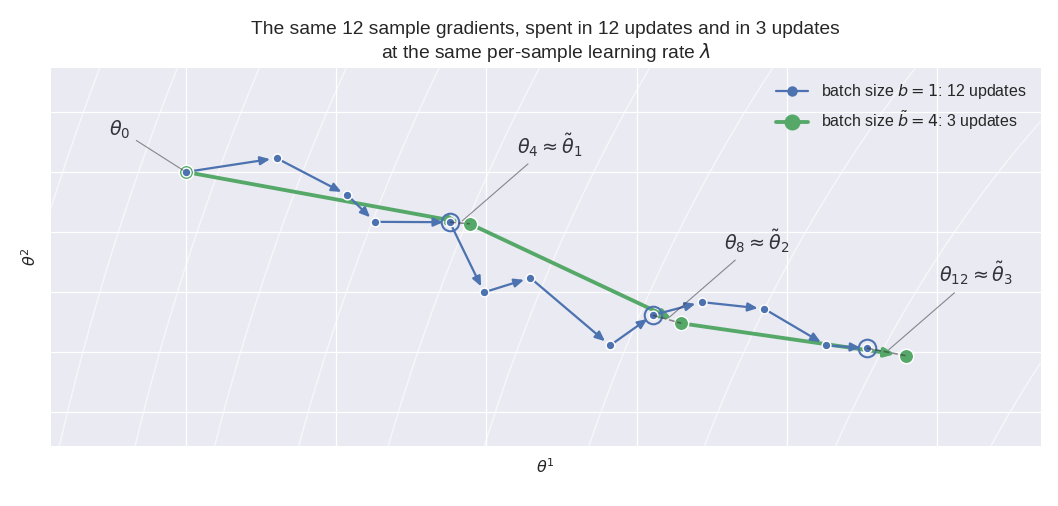 The same 12 sample gradients, spent in 12 updates and in 3 updates
at the same per-sample learning rate λ
batch size b = 1: 12 updates
batch size b̃ = 4: 3 updates
θ₀
θ₄ ≈ θ̃₁
θ₈ ≈ θ̃₂
θ₁₂ ≈ θ̃₃
θ²
θ¹